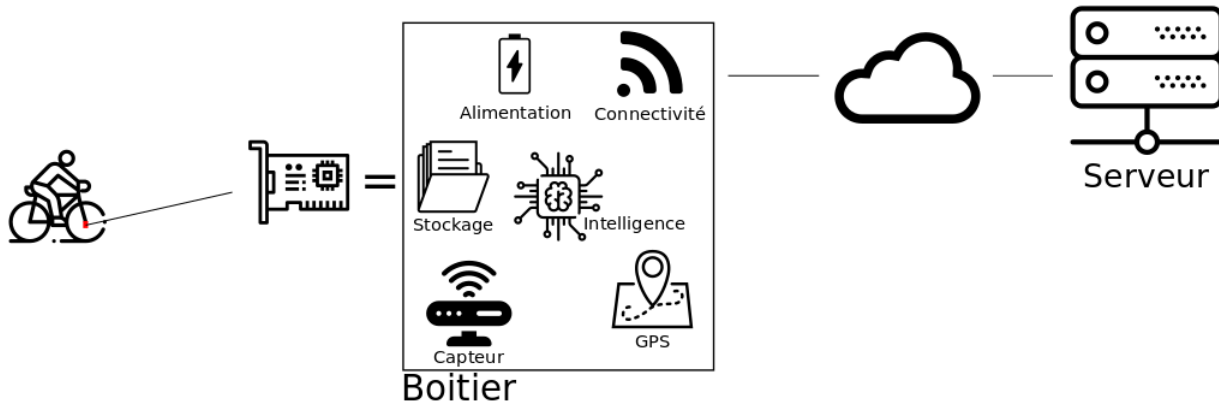 Alimentation
Connectivité
Stockage
Intelligence
Capteur
GPS
Boitier
Serveur